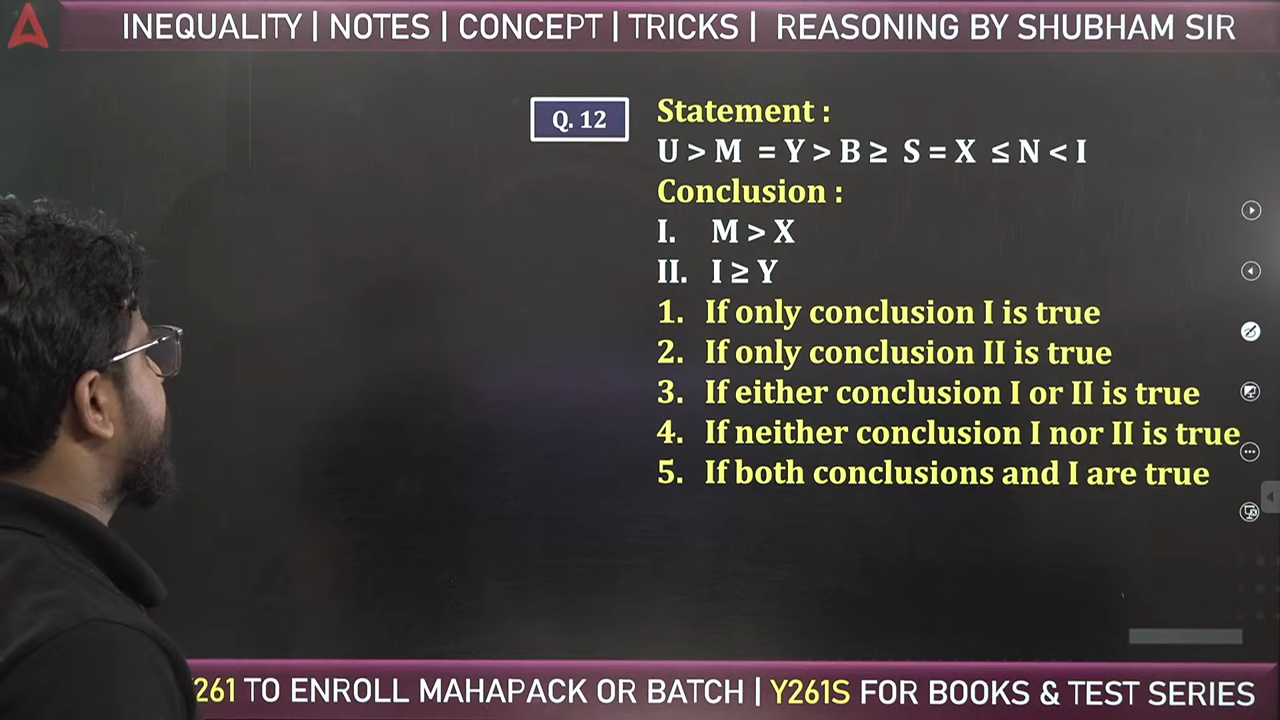 INEQUALITY | NOTES | CONCEPT | TRICKS | REASONING BY SHUBHAM SIR
Q. 12
Statement :
U > M = Y > B ≥ S = X ≤ N < I
Conclusion :
I. M > X
II. I ≥ Y
1. If only conclusion I is true
2. If only conclusion II is true
3. If either conclusion I or II is true
4. If neither conclusion I nor II is true
5. If both conclusions and I are true
261 TO ENROLL MAHAPACK OR BATCH | Y261S FOR BOOKS & TEST SERIES